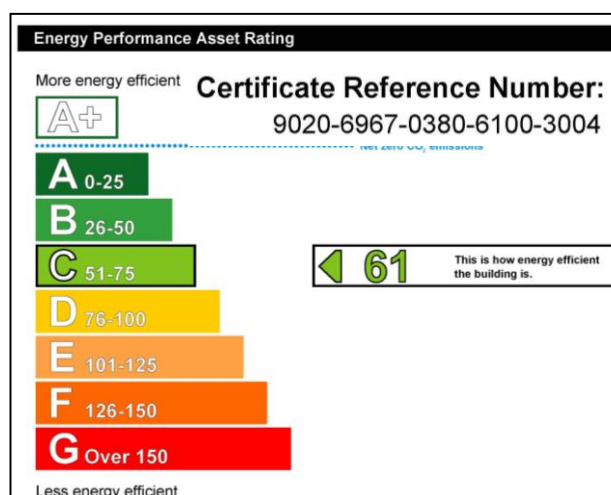 Energy Performance Asset Rating
More energy efficient
Certificate Reference Number:
A+
9020-6967-0380-6100-3004
Net zero CO₂ emissions
A 0-25
B 26-50
C 51-75
61
This is how energy efficient
the building is.
D 76-100
E 101-125
F 126-150
G Over 150
Less energy efficient